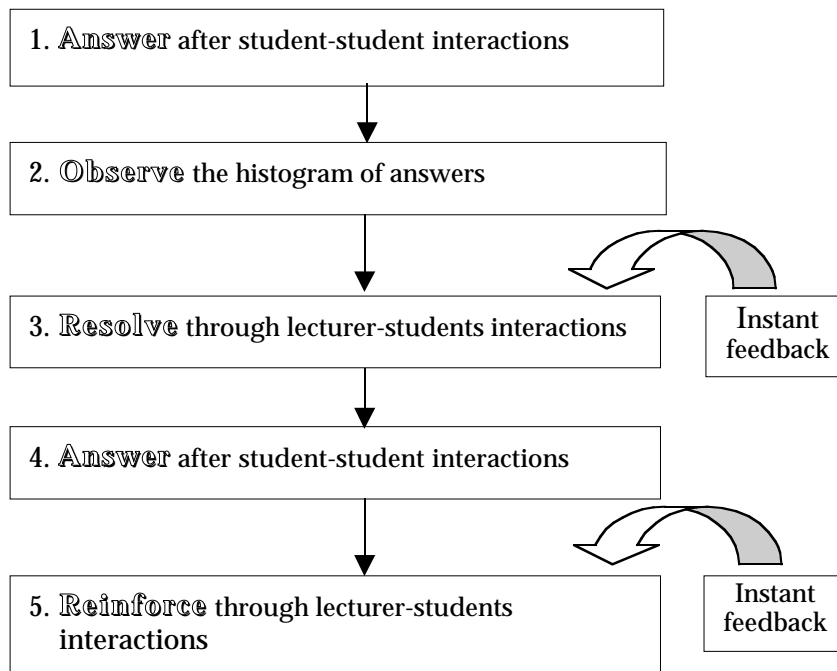 1. Answer after student-student interactions
2. Observe the histogram of answers
3. Resolve through lecturer-students interactions
Instant
feedback
4. Answer after student-student interactions
5. Reinforce through lecturer-students
interactions
Instant
feedback